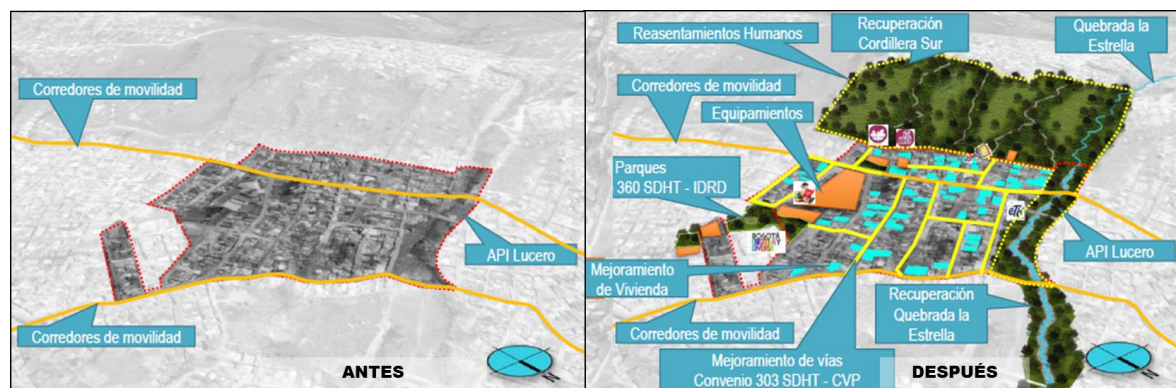 Corredores de movilidad
API Lucero
Corredores de movilidad
ANTES
Reasentamientos Humanos
Recuperación
Cordillera Sur
Quebrada la
Estrella
Corredores de movilidad
Equipamientos
Parques
360 SDHT - IDRD
API Lucero
Mejoramiento
de Vivienda
Recuperación
Quebrada la
Estrella
Corredores de movilidad
Mejoramiento de vías
Convenio 303 SDHT - CVP
DESPUÉS